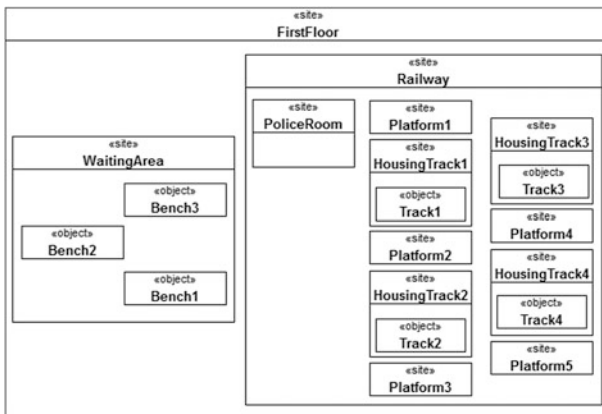 «site»
FirstFloor
«site»
Railway
«site»
PoliceRoom
«site»
Platform1
«site»
HousingTrack1
«object»
Track1
«site»
Platform2
«site»
HousingTrack2
«object»
Track2
«site»
Platform3
«site»
HousingTrack3
«object»
Track3
«site»
Platform4
«site»
HousingTrack4
«object»
Track4
«site»
Platform5
«site»
WaitingArea
«object»
Bench3
«object»
Bench2
«object»
Bench1